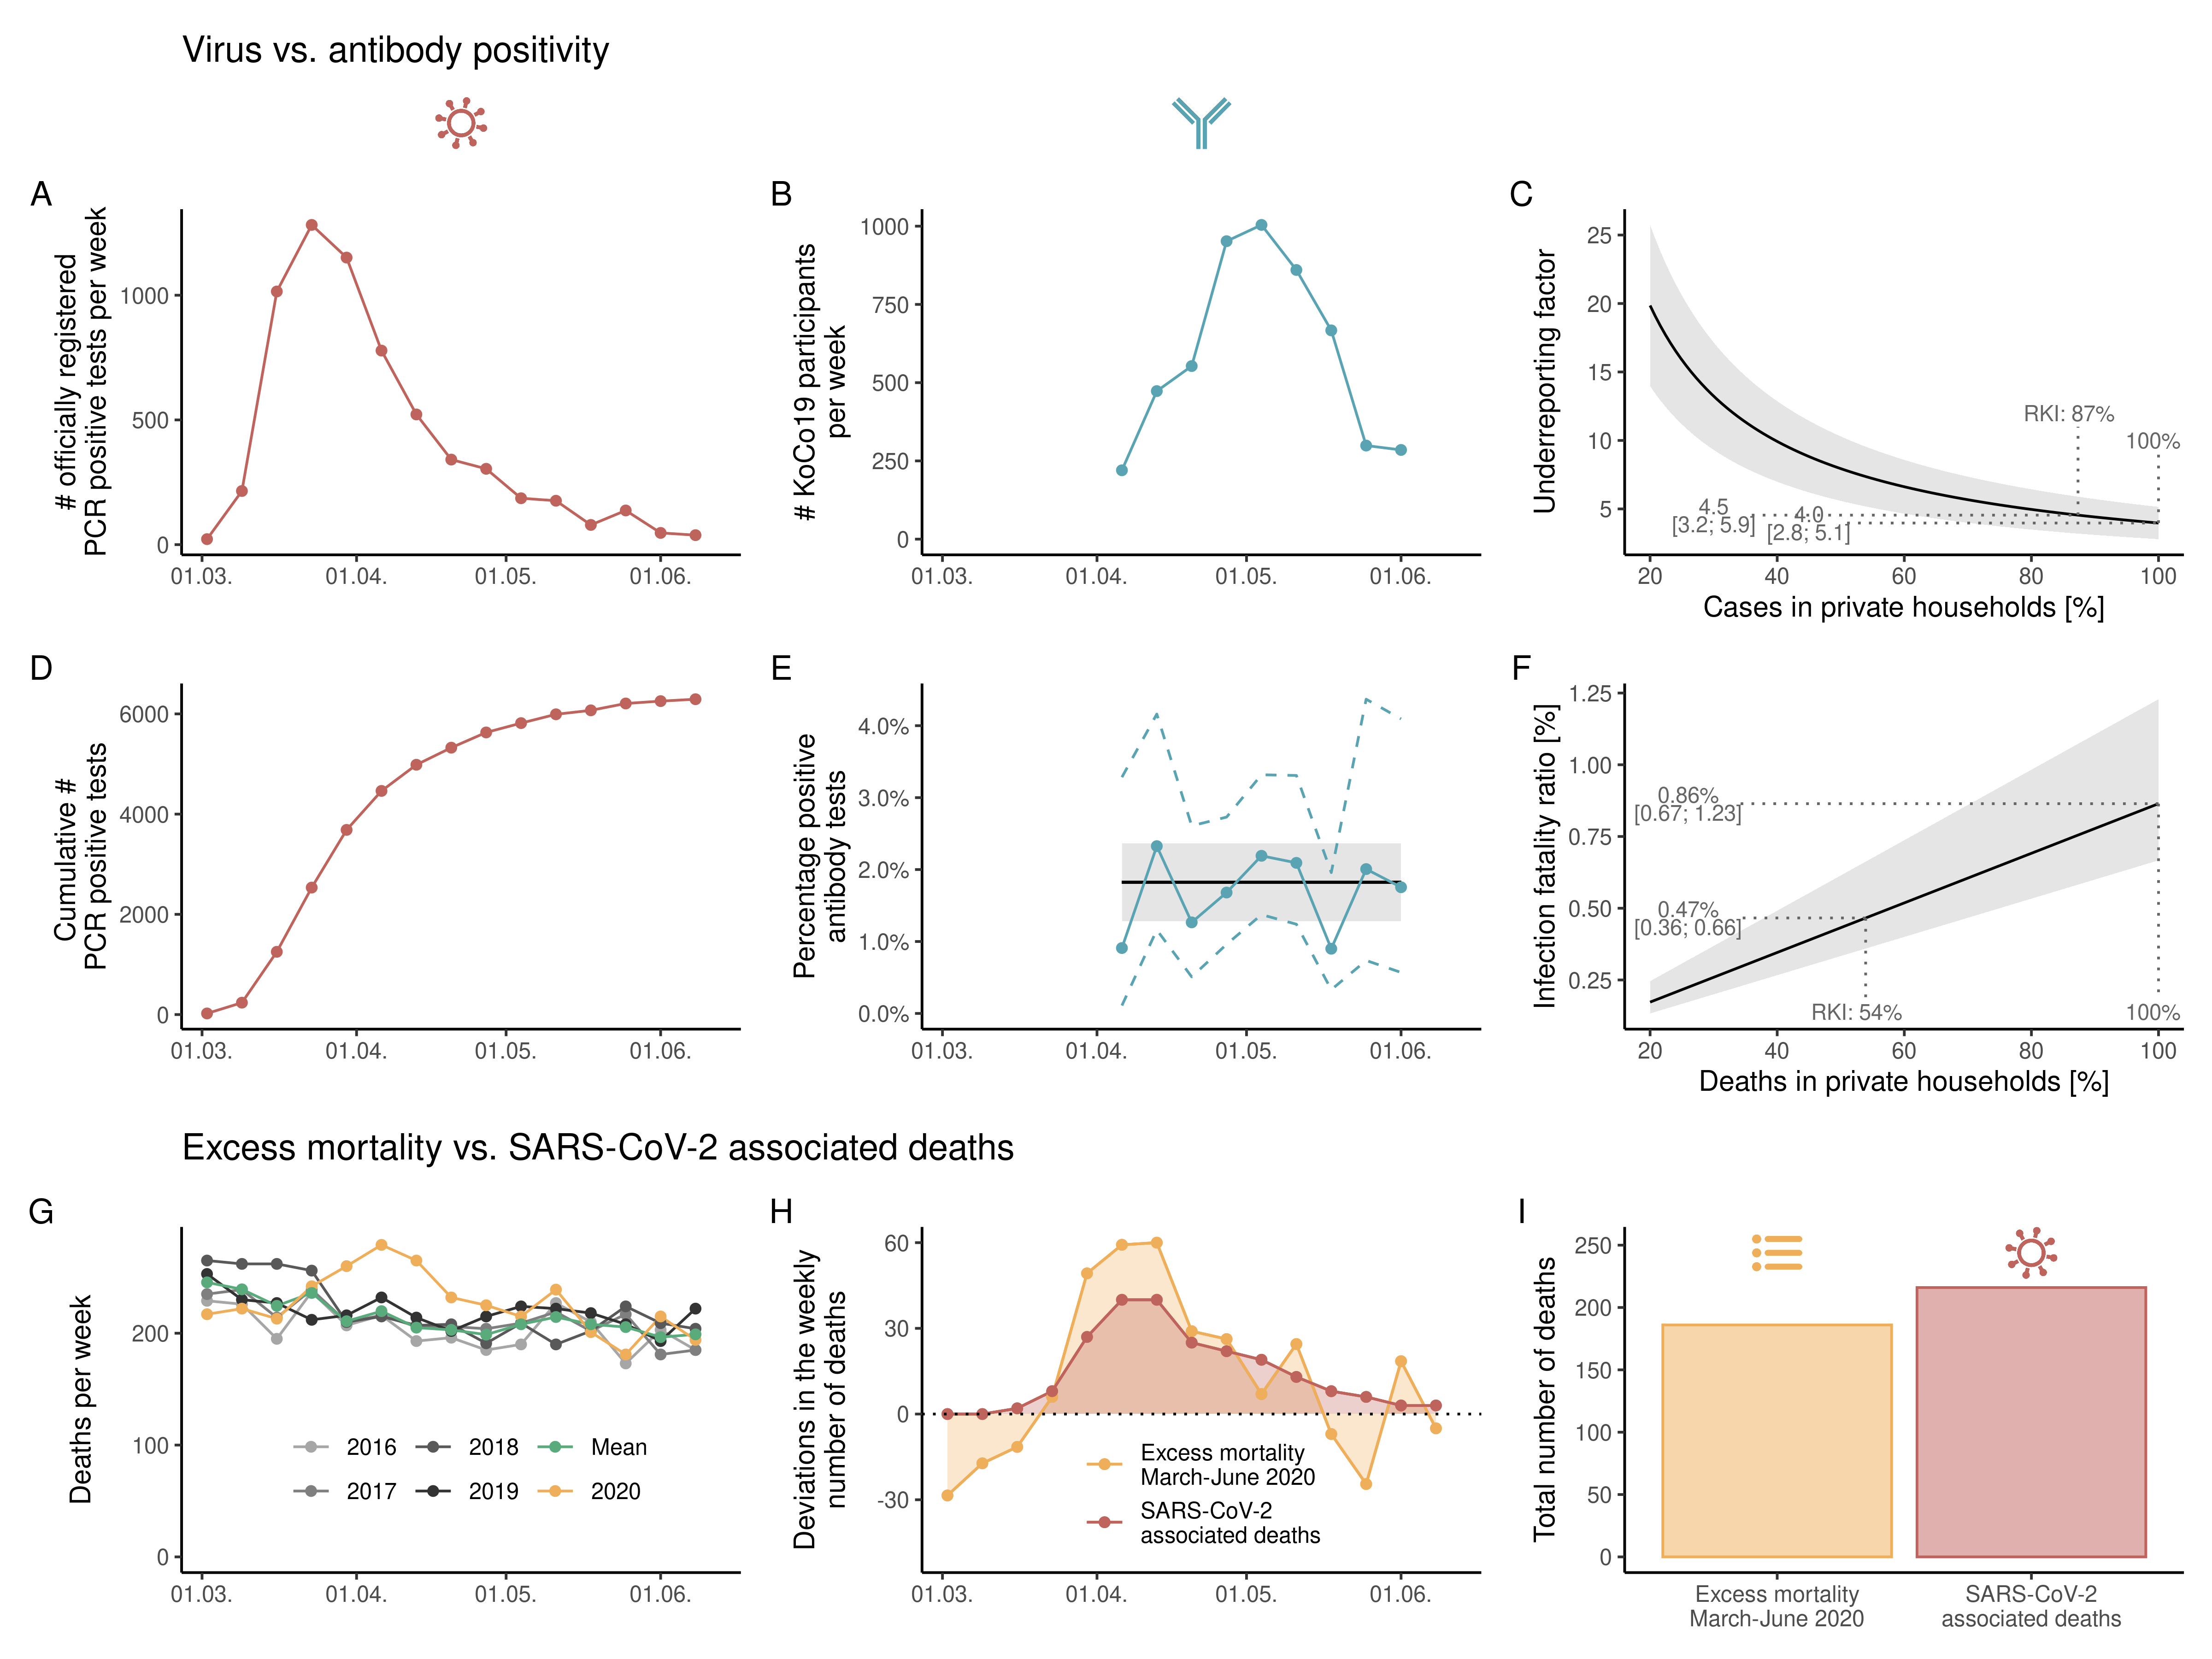 Virus vs. antibody positivity
A
# officially registered
PCR positive tests per week
1000
500
0
01.03.
01.04.
01.05.
01.06.
B
# KoCo19 participants
per week
1000
750
500
250
0
01.03.
01.04.
01.05.
01.06.
C
Underreporting factor
25
20
15
10
5
RKI: 87%
100%
4.5
[3.2; 5.9]
4.0
[2.8; 5.1]
20
40
60
80
100
Cases in private households [%]
D
Cumulative #
PCR positive tests
6000
4000
2000
0
01.03.
01.04.
01.05.
01.06.
E
Percentage positive
antibody tests
4.0%
3.0%
2.0%
1.0%
0.0%
01.03.
01.04.
01.05.
01.06.
F
Infection fatality ratio [%]
1.25
1.00
0.75
0.50
0.25
0.86%
[0.67; 1.23]
0.47%
[0.36; 0.66]
RKI: 54%
100%
20
40
60
80
100
Deaths in private households [%]
Excess mortality vs. SARS-CoV-2 associated deaths
G
Deaths per week
200
100
0
2016
2018
Mean
2017
2019
2020
01.03.
01.04.
01.05.
01.06.
H
Deviations in the weekly
number of deaths
60
30
0
-30
Excess mortality
March-June 2020
SARS-CoV-2
associated deaths
01.03.
01.04.
01.05.
01.06.
I
Total number of deaths
250
200
150
100
50
0
Excess mortality
March-June 2020
SARS-CoV-2
associated deaths